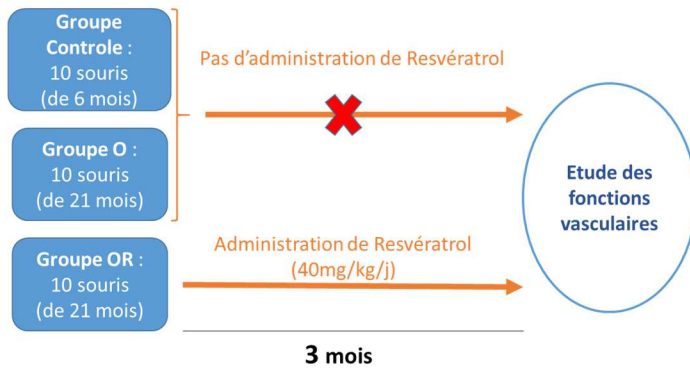 Groupe
Controle :
10 souris
(de 6 mois)
Pas d'administration de Resvératrol
Groupe O :
10 souris
(de 21 mois)
Etude des
fonctions
vasculaires
Groupe OR :
10 souris
(de 21 mois)
Administration de Resvératrol
(40mg/kg/j)
3 mois